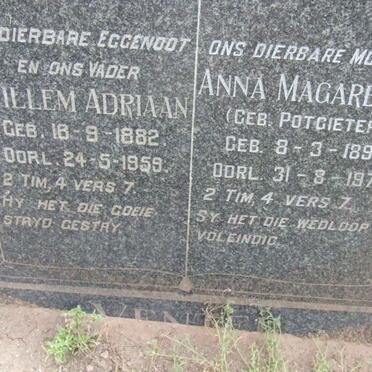 DIERBARE EGGENOOT
EN ONS VADER
ILLEM ADRIAAN
GEB. 18-9-1882.
OORL. 24-5-1959.
2 TIM, 4 VERS 7.
HY HET DIE GOEIE
STRYD GESTRY.
ONS DIERBARE MO
ANNA MAGARE
(GEB. POTGIETER
GEB. 8-3-189
OORL. 31-8-197
2 TIM, 4 VERS 7.
SY HET DIE WEDLOOP
VOLEINDIG.